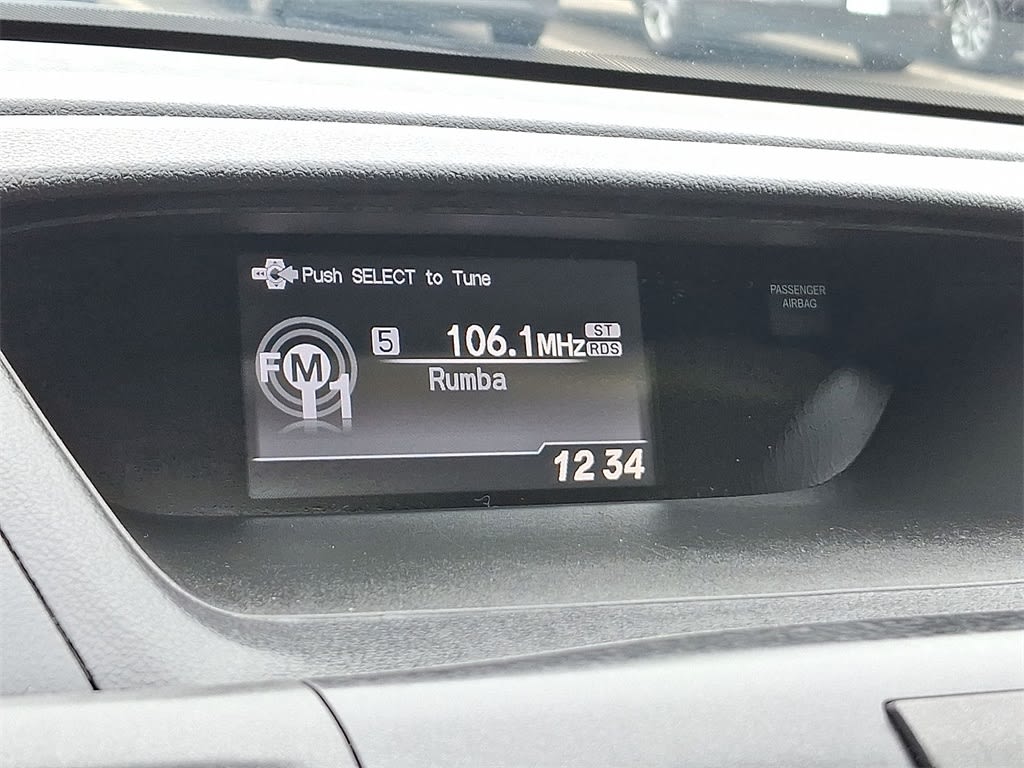 Push SELECT to Tune
FM1
5 106.1MHz ST RDS
Rumba
12 34
PASSENGER
AIRBAG